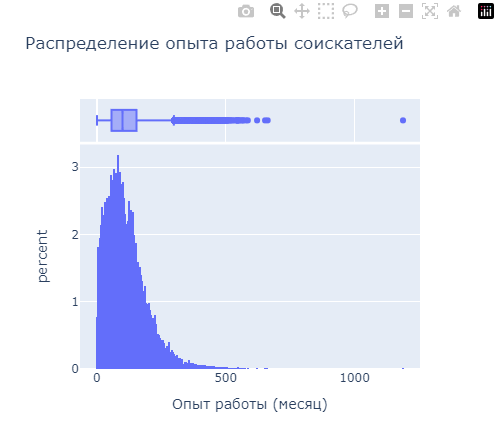 Распределение опыта работы соискателей
3
2
1
0
percent
0
500
1000
Опыт работы (месяц)